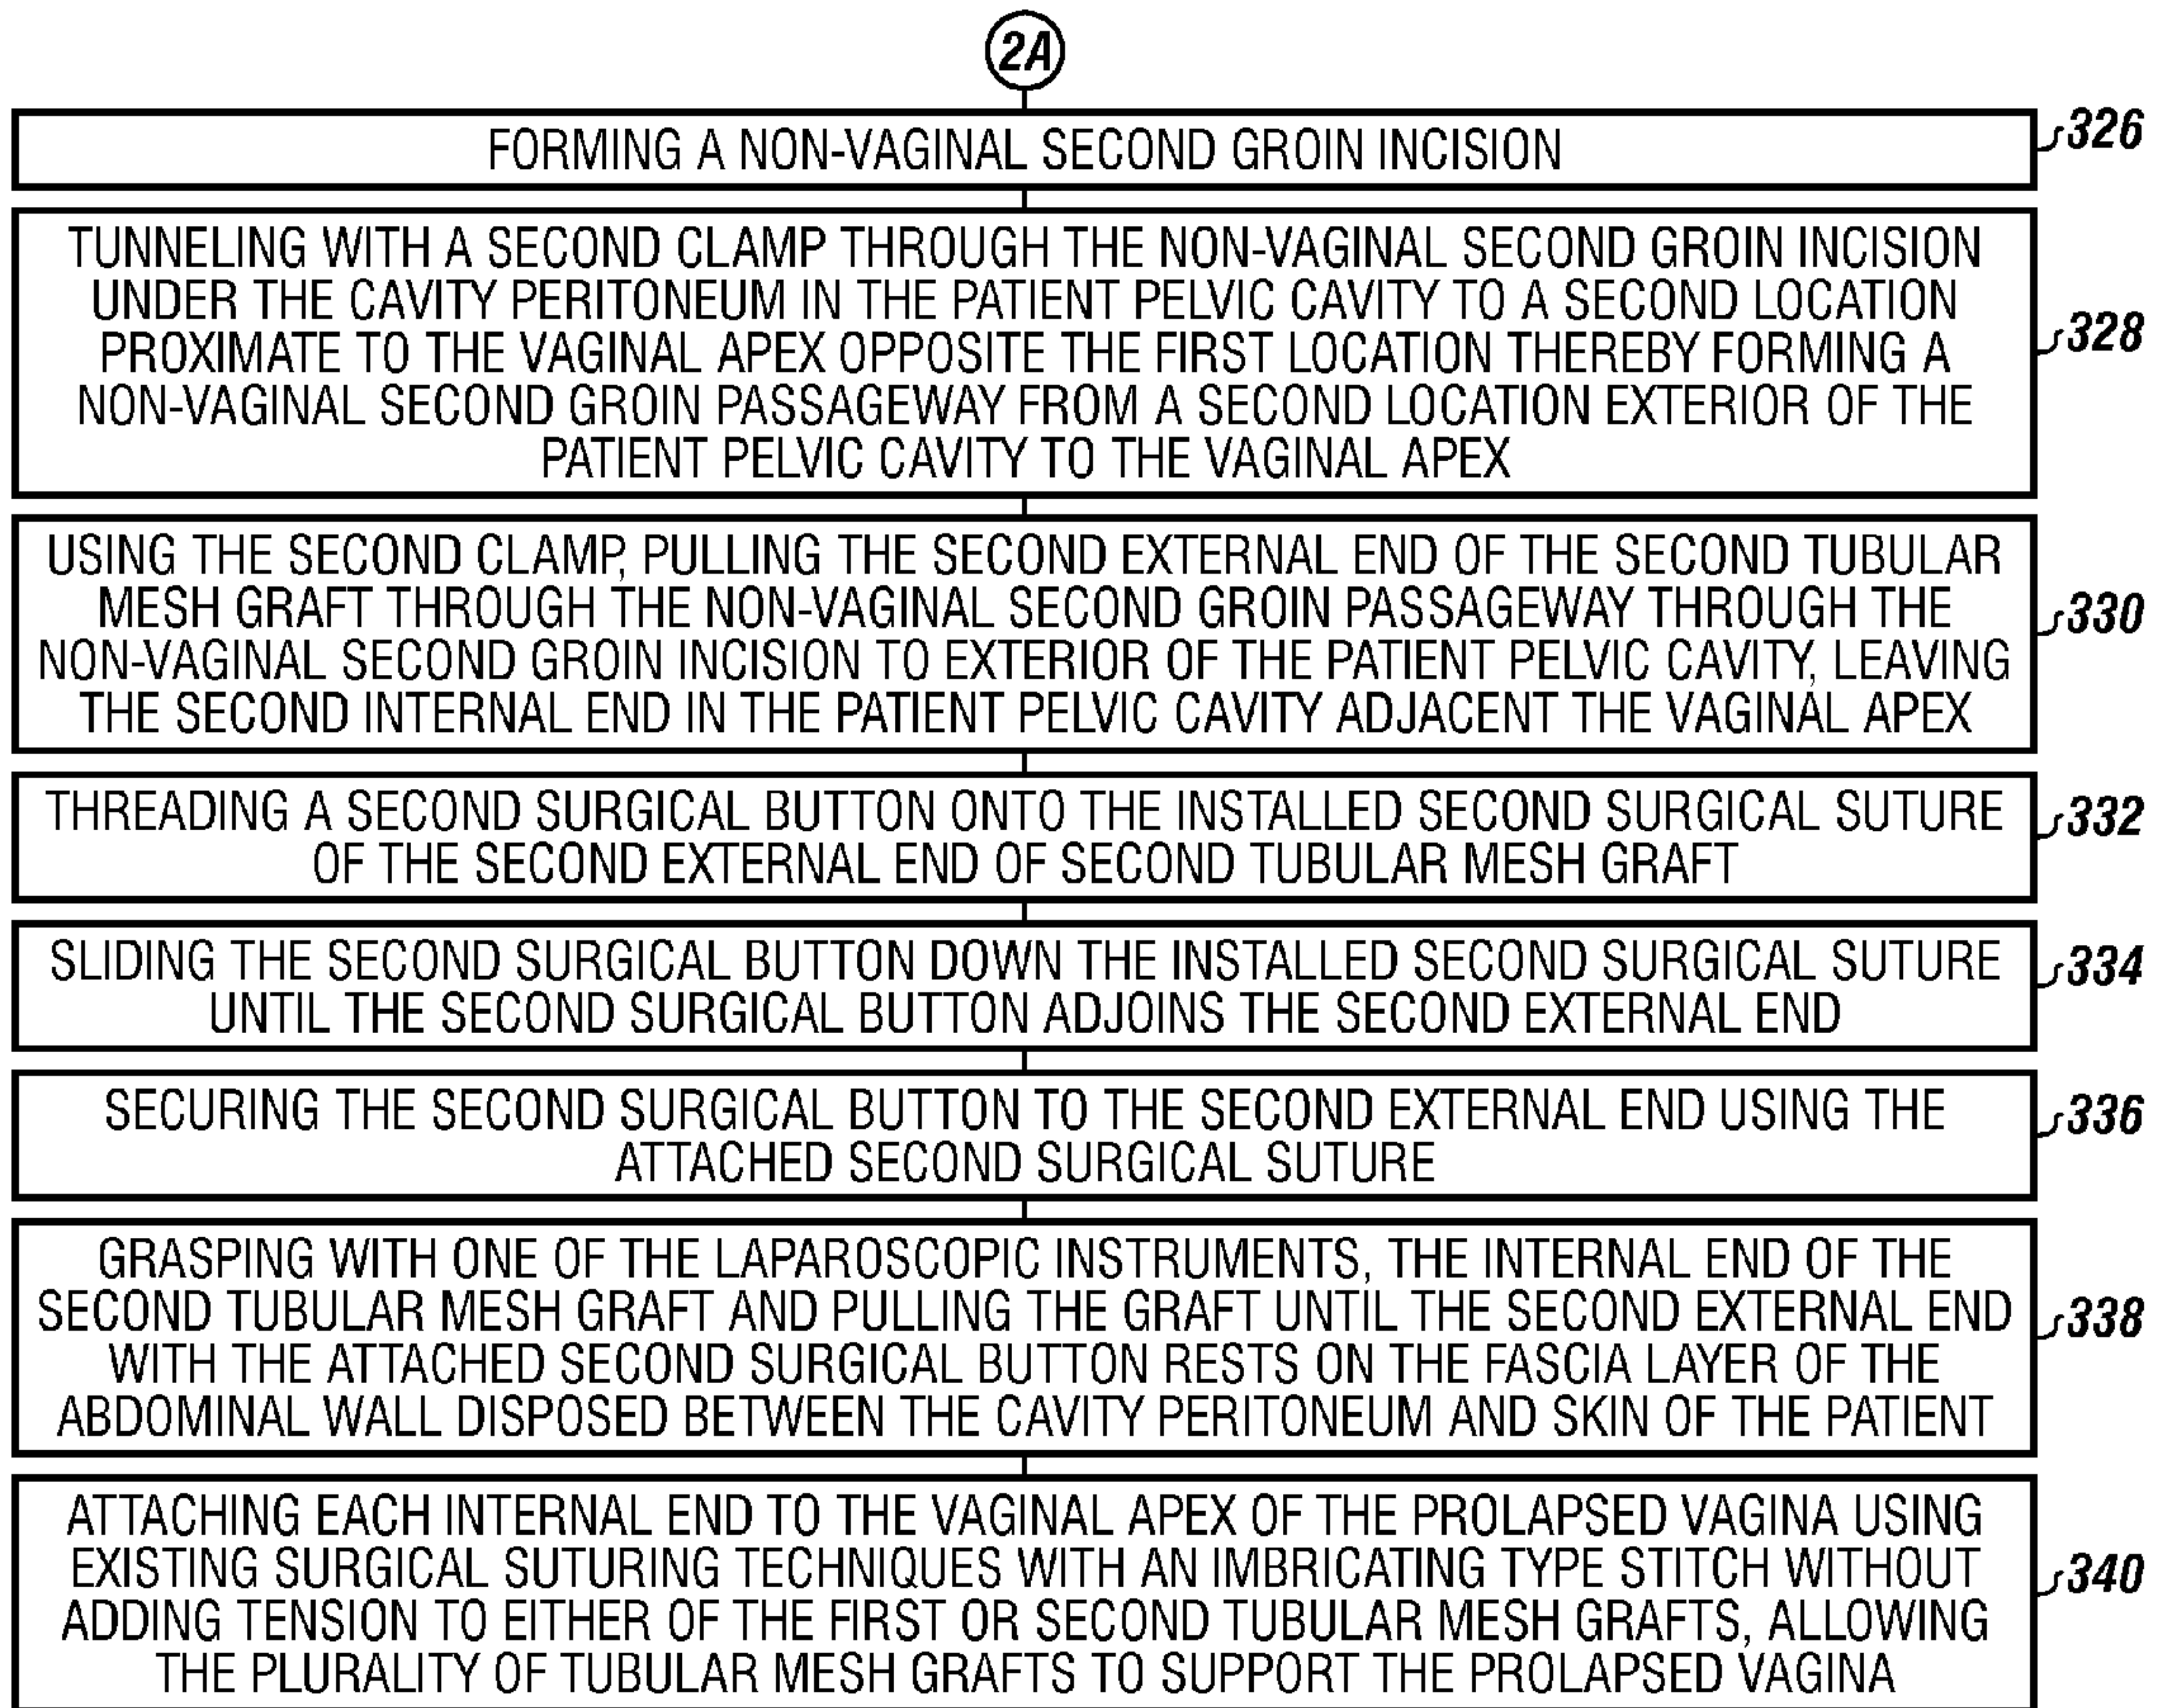 2A
FORMING A NON-VAGINAL SECOND GROIN INCISION
326
TUNNELING WITH A SECOND CLAMP THROUGH THE NON-VAGINAL SECOND GROIN INCISION
UNDER THE CAVITY PERITONEUM IN THE PATIENT PELVIC CAVITY TO A SECOND LOCATION
PROXIMATE TO THE VAGINAL APEX OPPOSITE THE FIRST LOCATION THEREBY FORMING A
NON-VAGINAL SECOND GROIN PASSAGEWAY FROM A SECOND LOCATION EXTERIOR OF THE
PATIENT PELVIC CAVITY TO THE VAGINAL APEX
328
USING THE SECOND CLAMP, PULLING THE SECOND EXTERNAL END OF THE SECOND TUBULAR
MESH GRAFT THROUGH THE NON-VAGINAL SECOND GROIN PASSAGEWAY THROUGH THE
NON-VAGINAL SECOND GROIN INCISION TO EXTERIOR OF THE PATIENT PELVIC CAVITY, LEAVING
THE SECOND INTERNAL END IN THE PATIENT PELVIC CAVITY ADJACENT THE VAGINAL APEX
330
THREADING A SECOND SURGICAL BUTTON ONTO THE INSTALLED SECOND SURGICAL SUTURE
OF THE SECOND EXTERNAL END OF SECOND TUBULAR MESH GRAFT
332
SLIDING THE SECOND SURGICAL BUTTON DOWN THE INSTALLED SECOND SURGICAL SUTURE
UNTIL THE SECOND SURGICAL BUTTON ADJOINS THE SECOND EXTERNAL END
334
SECURING THE SECOND SURGICAL BUTTON TO THE SECOND EXTERNAL END USING THE
ATTACHED SECOND SURGICAL SUTURE
336
GRASPING WITH ONE OF THE LAPAROSCOPIC INSTRUMENTS, THE INTERNAL END OF THE
SECOND TUBULAR MESH GRAFT AND PULLING THE GRAFT UNTIL THE SECOND EXTERNAL END
WITH THE ATTACHED SECOND SURGICAL BUTTON RESTS ON THE FASCIA LAYER OF THE
ABDOMINAL WALL DISPOSED BETWEEN THE CAVITY PERITONEUM AND SKIN OF THE PATIENT
338
ATTACHING EACH INTERNAL END TO THE VAGINAL APEX OF THE PROLAPSED VAGINA USING
EXISTING SURGICAL SUTURING TECHNIQUES WITH AN IMBRICATING TYPE STITCH WITHOUT
ADDING TENSION TO EITHER OF THE FIRST OR SECOND TUBULAR MESH GRAFTS, ALLOWING
THE PLURALITY OF TUBULAR MESH GRAFTS TO SUPPORT THE PROLAPSED VAGINA
340